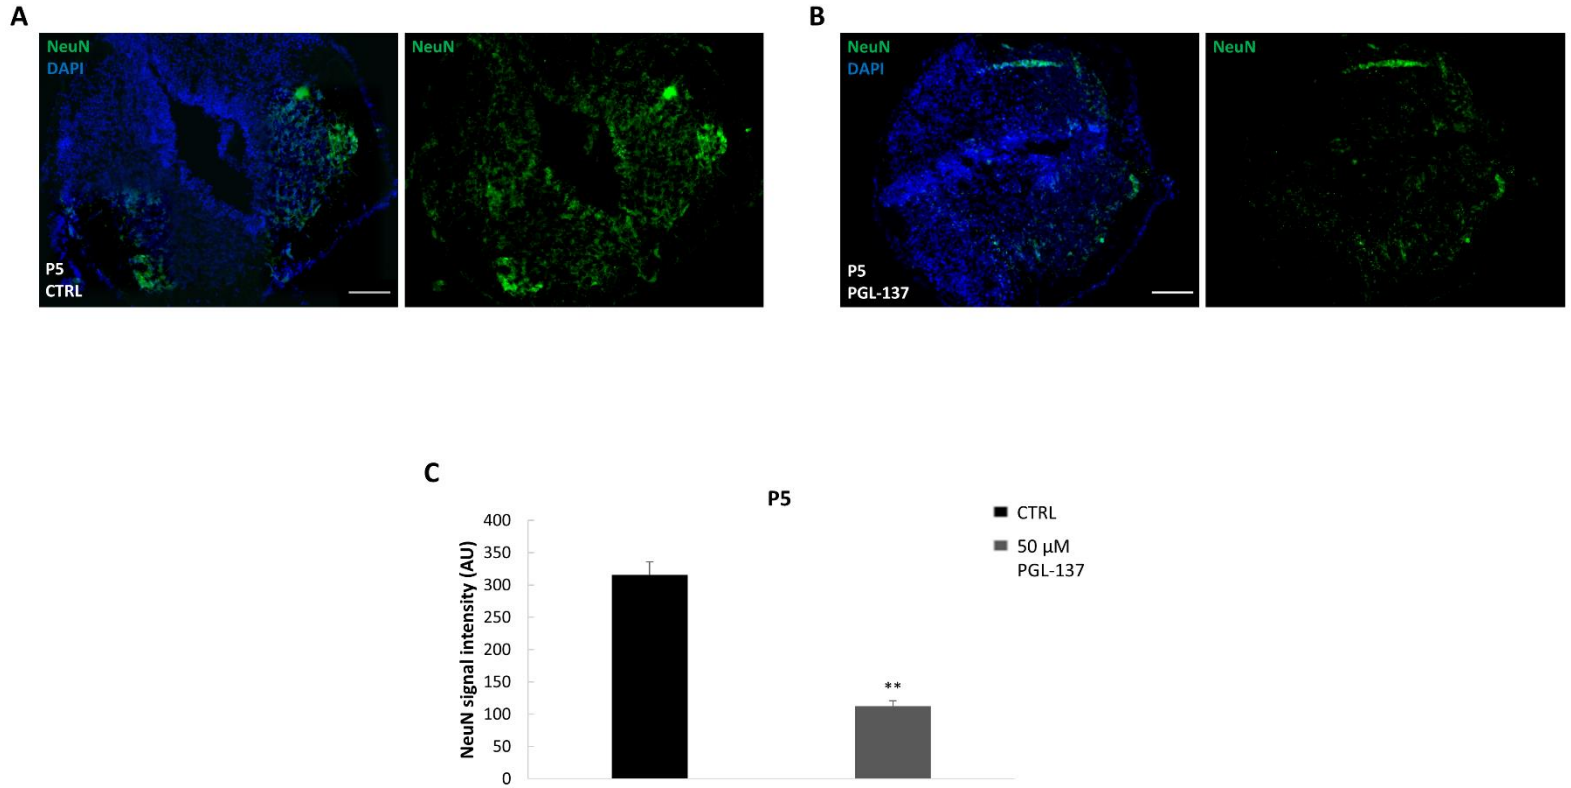 A
B
NeuN
DAPI
P5
CTRL
NeuN
NeuN
DAPI
P5
PGL-137
NeuN
C
P5
NeuN signal intensity (AU)
400
350
300
250
200
150
100
50
0
**
CTRL
50 µM
PGL-137